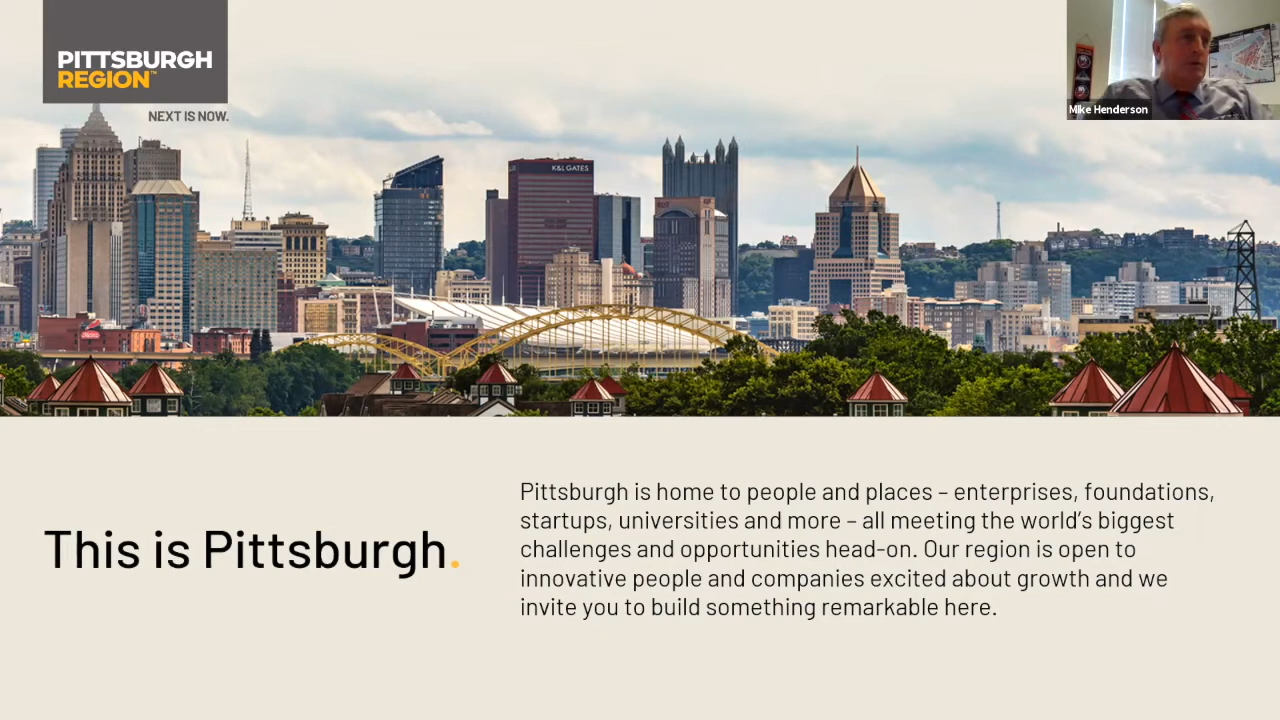 PITTSBURGH
REGION™
NEXT IS NOW.
Mike Henderson
K&L GATES
This is Pittsburgh.
Pittsburgh is home to people and places – enterprises, foundations,
startups, universities and more – all meeting the world's biggest
challenges and opportunities head-on. Our region is open to
innovative people and companies excited about growth and we
invite you to build something remarkable here.